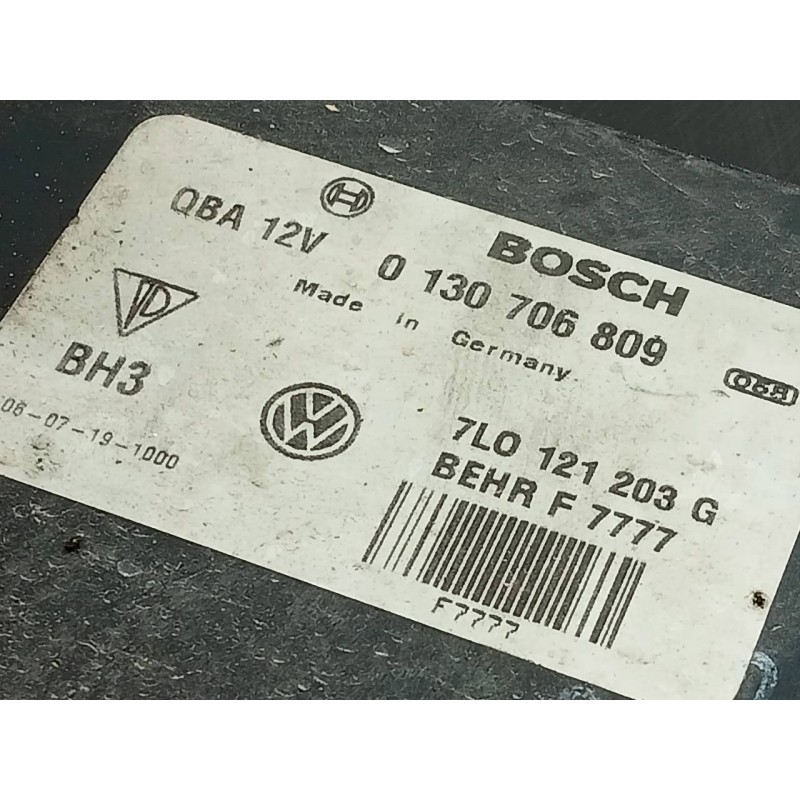 QBA 12V
BOSCH
0 130 706 809
Made in Germany
BH3
06-07-19-1000
7L0 121 203 G
BEHR F 7777
F7777